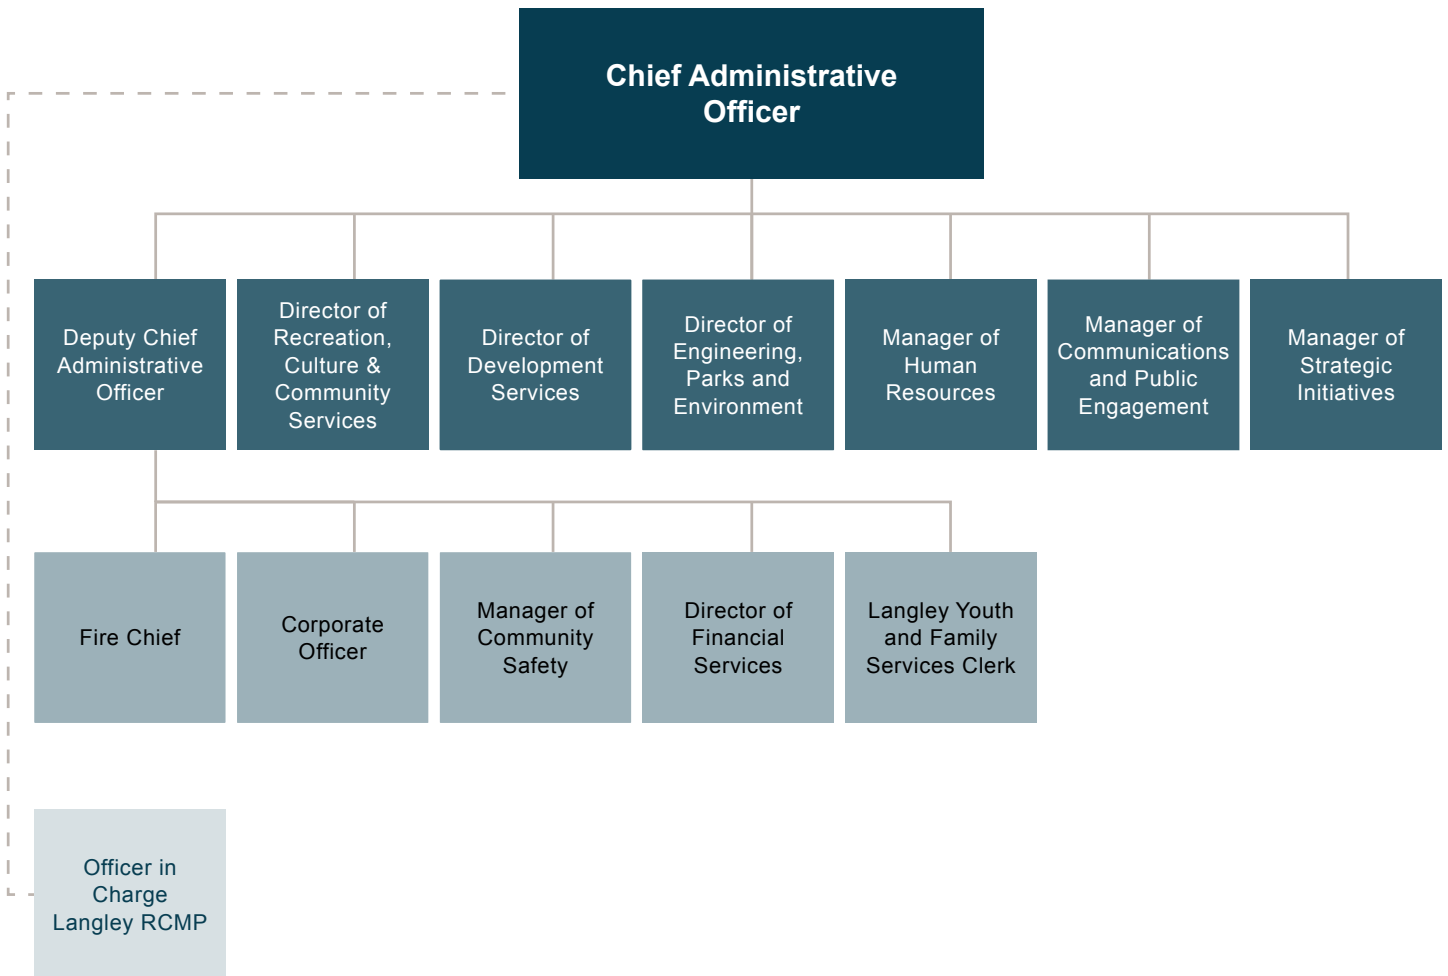 Chief Administrative
Officer
Deputy Chief
Administrative
Officer
Director of
Recreation,
Culture &
Community
Services
Director of
Development
Services
Director of
Engineering,
Parks and
Environment
Manager of
Human
Resources
Manager of
Communications
and Public
Engagement
Manager of
Strategic
Initiatives
Fire Chief
Corporate
Officer
Manager of
Community
Safety
Director of
Financial
Services
Langley Youth
and Family
Services Clerk
Officer in
Charge
Langley RCMP